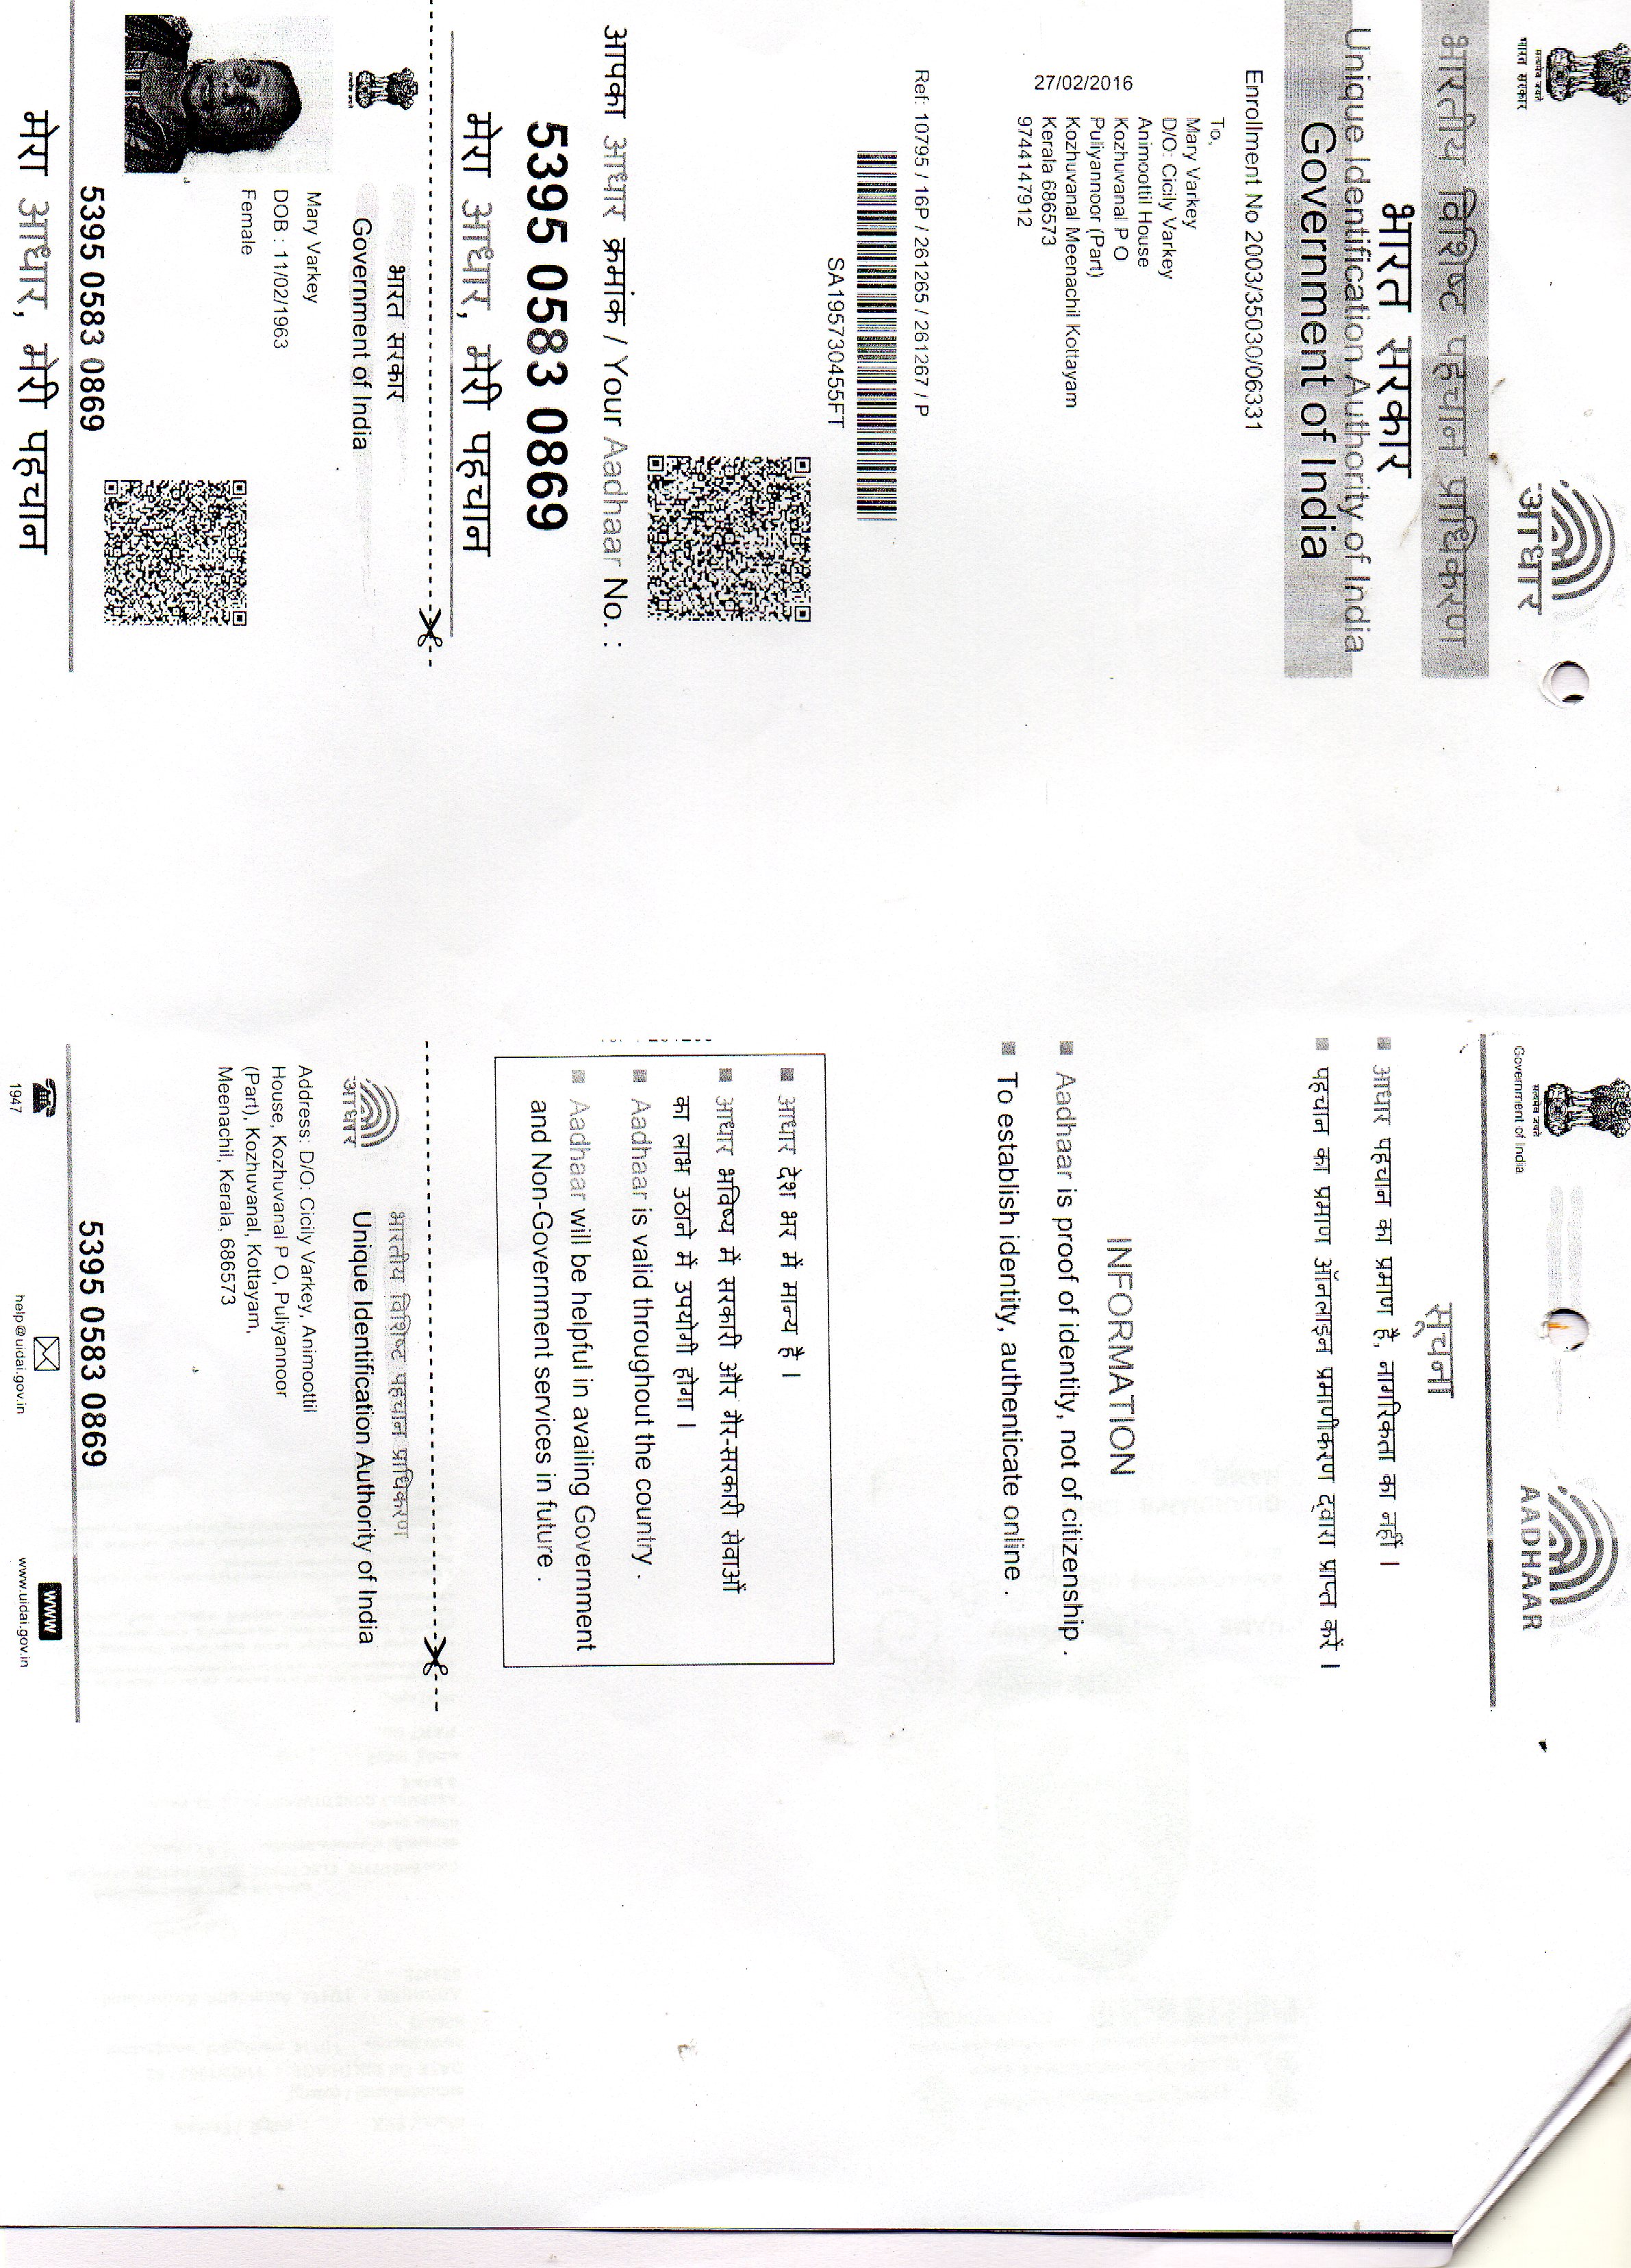 सत्यमेव जयते
भारत सरकार
आधार
भारतीय विशिष्ट पहचान प्राधिकरण
भारत सरकार
Unique Identification Authority of India
Government of India
Enrollment No 2003/35030/06331
27/02/2016
To,
Mary Varkey
D/O: Cicily Varkey
Animoottil House
Kozhuvanal P O
Puliyannoor (Part)
Kozhuvanal Meenachil Kottayam
Kerala 686573
9744147912
Ref: 10795 / 16P / 261265 / 261267 / P
SA195730455FT
आपका आधार क्रमांक / Your Aadhaar No. :
5395 0583 0869
मेरा आधार, मेरी पहचान
सत्यमेव जयते
भारत सरकार
Government of India
Mary Varkey
DOB : 11/02/1963
Female
5395 0583 0869
मेरा आधार, मेरी पहचान
सत्यमेव जयते
Government of India
AADHAAR
सूचना
■ आधार पहचान का प्रमाण है, नागरिकता का नहीं ।
■ पहचान का प्रमाण ऑनलाइन प्रमाणीकरण द्वारा प्राप्त करें ।
INFORMATION
■ Aadhaar is proof of identity, not of citizenship .
■ To establish identity, authenticate online .
■ आधार देश भर में मान्य है ।
■ आधार भविष्य में सरकारी और गैर-सरकारी सेवाओं
का लाभ उठाने में उपयोगी होगा ।
■ Aadhaar is valid throughout the country .
■ Aadhaar will be helpful in availing Government
and Non-Government services in future .
आधार
भारतीय विशिष्ट पहचान प्राधिकरण
Unique Identification Authority of India
Address: D/O: Cicily Varkey, Animoottil
House, Kozhuvanal P O, Puliyannoor
(Part), Kozhuvanal, Kottayam,
Meenachil, Kerala, 686573
5395 0583 0869
1947
help@uidai.gov.in
WWW
www.uidai.gov.in